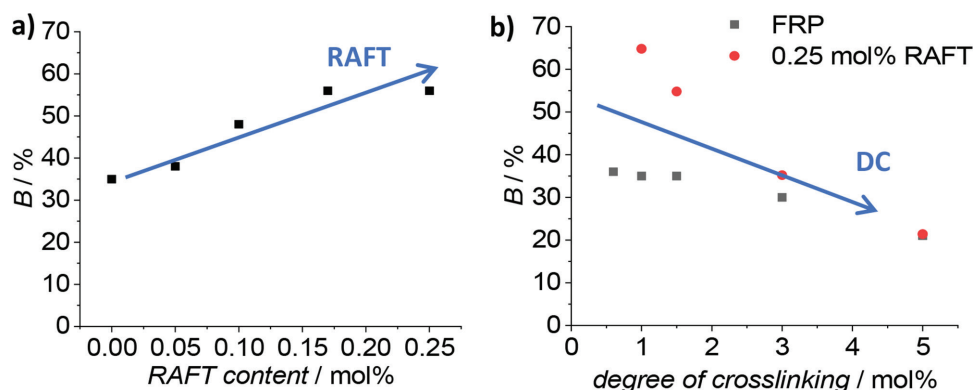 a)
RAFT
B / %
70
60
50
40
30
20
10
0
0.00 0.05 0.10 0.15 0.20 0.25
RAFT content / mol%
b)
FRP
0.25 mol% RAFT
DC
B / %
70
60
50
40
30
20
10
0
0 1 2 3 4 5
degree of crosslinking / mol%